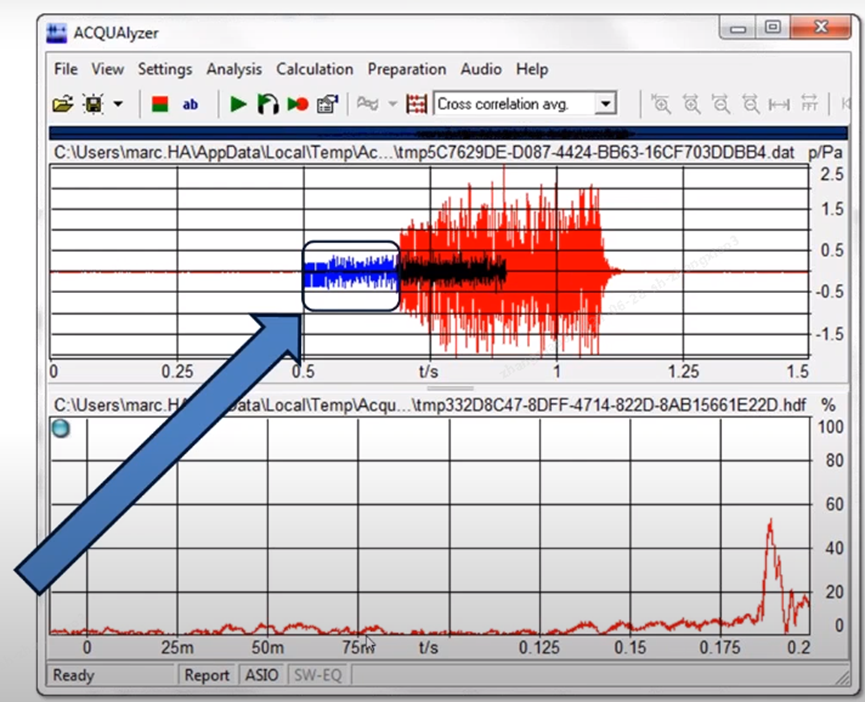 ACQUAlyzer
File View Settings Analysis Calculation Preparation Audio Help
ab Cross correlation avg. FFT
C:\Users\marc.HA\AppData\Local\Temp\Ac...\tmp5C7629DE-D087-4424-BB63-16CF703DDBB4.dat p/Pa
2.5
1.5
0.5
-0.5
-1.5
0 0.25 0.5 t/s 1 1.25 1.5
C:\Users\marc.H ata\Local\Temp\Acqu...\tmp332D8C47-8DFF-4714-822D-8AB15661E22D.hdf %
100
80
60
40
20
0
0 25m 50m 75m t/s 0.125 0.15 0.175 0.2
Ready Report ASIO SW-EQ